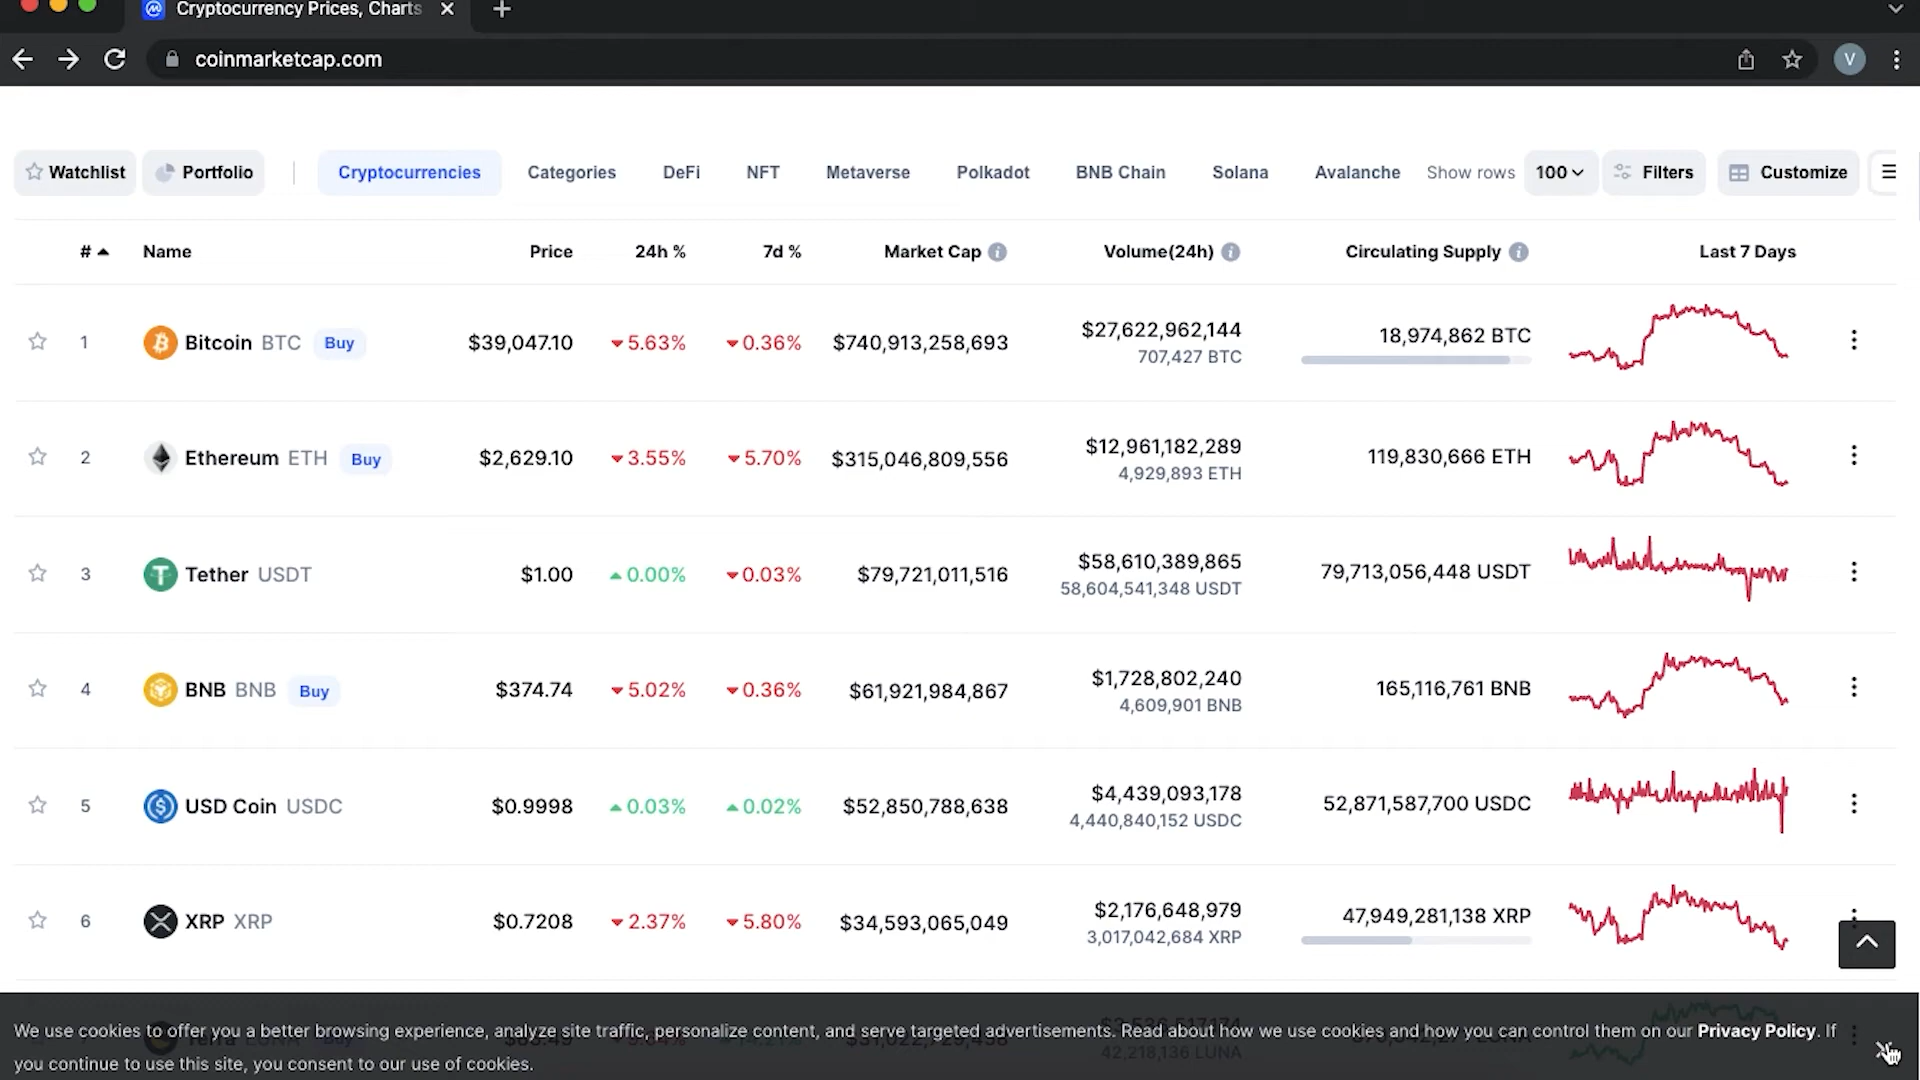 Cryptocurrency Prices, Charts
coinmarketcap.com
V
Watchlist Portfolio Cryptocurrencies Categories DeFi NFT Metaverse Polkadot BNB Chain Solana Avalanche Show rows 100 Filters Customize
# Name Price 24h % 7d % Market Cap Volume(24h) Circulating Supply Last 7 Days
1 Bitcoin BTC Buy $39,047.10 5.63% 0.36% $740,913,258,693 $27,622,962,144 18,974,862 BTC
707,427 BTC
2 Ethereum ETH Buy $2,629.10 3.55% 5.70% $315,046,809,556 $12,961,182,289 119,830,666 ETH
4,929,893 ETH
3 Tether USDT $1.00 0.00% 0.03% $79,721,011,516 $58,610,389,865 79,713,056,448 USDT
58,604,541,348 USDT
4 BNB BNB Buy $374.74 5.02% 0.36% $61,921,984,867 $1,728,802,240 165,116,761 BNB
4,609,901 BNB
5 USD Coin USDC $0.9998 0.03% 0.02% $52,850,788,638 $4,439,093,178 52,871,587,700 USDC
4,440,840,152 USDC
6 XRP XRP $0.7208 2.37% 5.80% $34,593,065,049 $2,176,648,979 47,949,281,138 XRP
3,017,042,684 XRP
We use cookies to offer you a better browsing experience, analyze site traffic, personalize content, and serve targeted advertisements. Read about how we use cookies and how you can control them on our Privacy Policy. If
you continue to use this site, you consent to our use of cookies.
42,218,136 LUNA